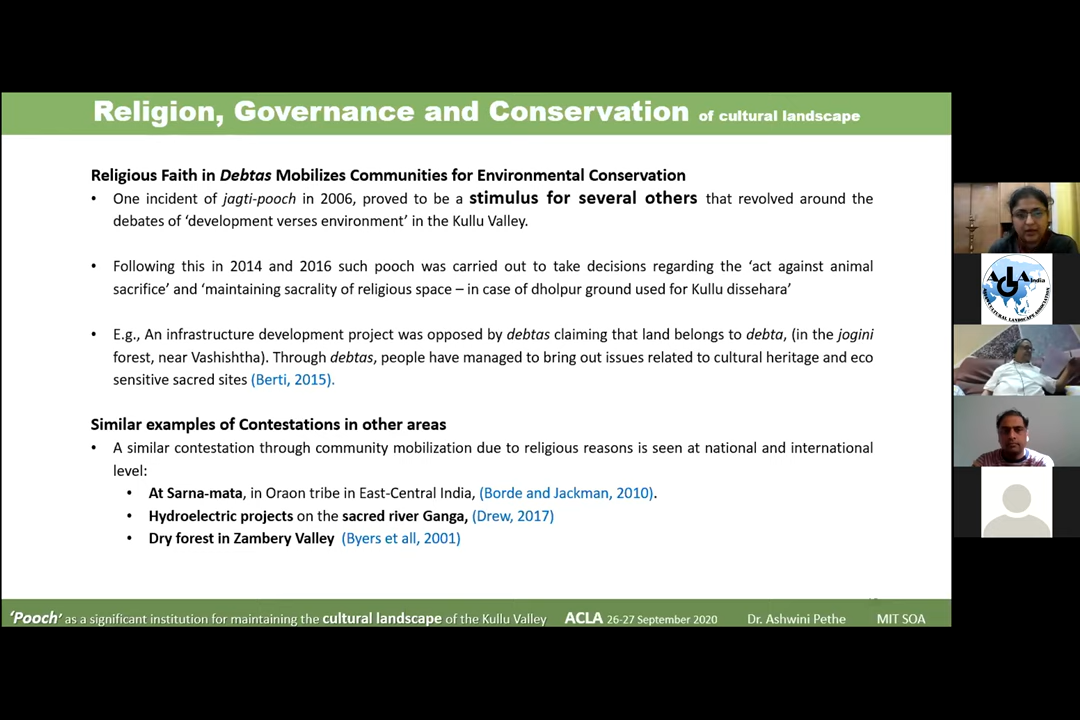 Religion, Governance and Conservation of cultural landscape
Religious Faith in Debtas Mobilizes Communities for Environmental Conservation
• One incident of jagti-pooch in 2006, proved to be a stimulus for several others that revolved around the
debates of 'development verses environment' in the Kullu Valley.
• Following this in 2014 and 2016 such pooch was carried out to take decisions regarding the 'act against animal
sacrifice' and 'maintaining sacrality of religious space – in case of dholpur ground used for Kullu dissehara'
• E.g., An infrastructure development project was opposed by debtas claiming that land belongs to debta, (in the jogini
forest, near Vashishtha). Through debtas, people have managed to bring out issues related to cultural heritage and eco
sensitive sacred sites (Berti, 2015).
Similar examples of Contestations in other areas
• A similar contestation through community mobilization due to religious reasons is seen at national and international
level:
• At Sarna-mata, in Oraon tribe in East-Central India, (Borde and Jackman, 2010).
• Hydroelectric projects on the sacred river Ganga, (Drew, 2017)
• Dry forest in Zambery Valley (Byers et all, 2001)
'Pooch' as a significant institution for maintaining the cultural landscape of the Kullu Valley ACLA 26-27 September 2020 Dr. Ashwini Pethe MIT SOA
ACLA India